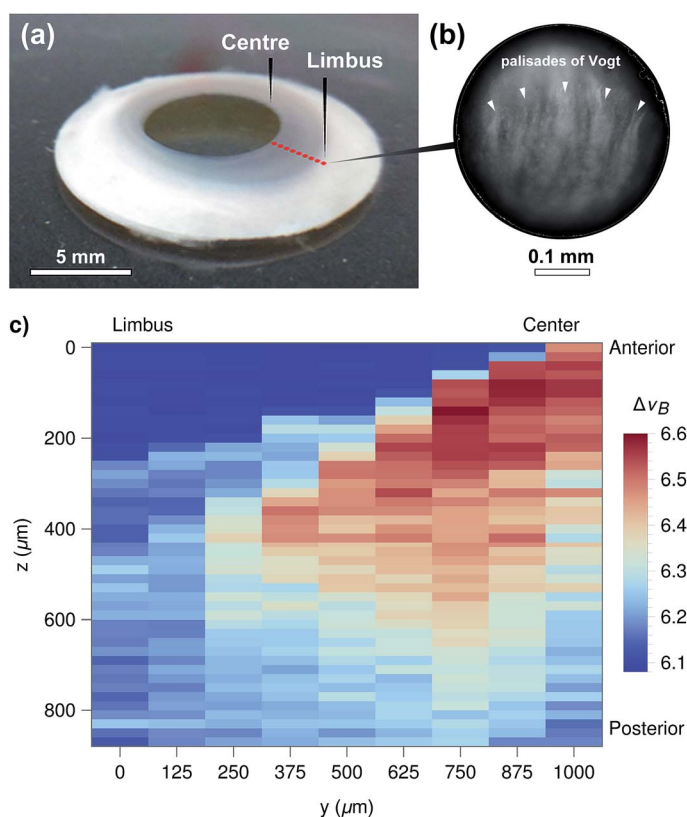 (a)
Centre
Limbus
5 mm
(b)
palisades of Vogt
0.1 mm
c)
Limbus
Center
Anterior
Posterior
z (µm)
0
200
400
600
800
0 125 250 375 500 625 750 875 1000
y (µm)
Δν_B
6.6
6.5
6.4
6.3
6.2
6.1